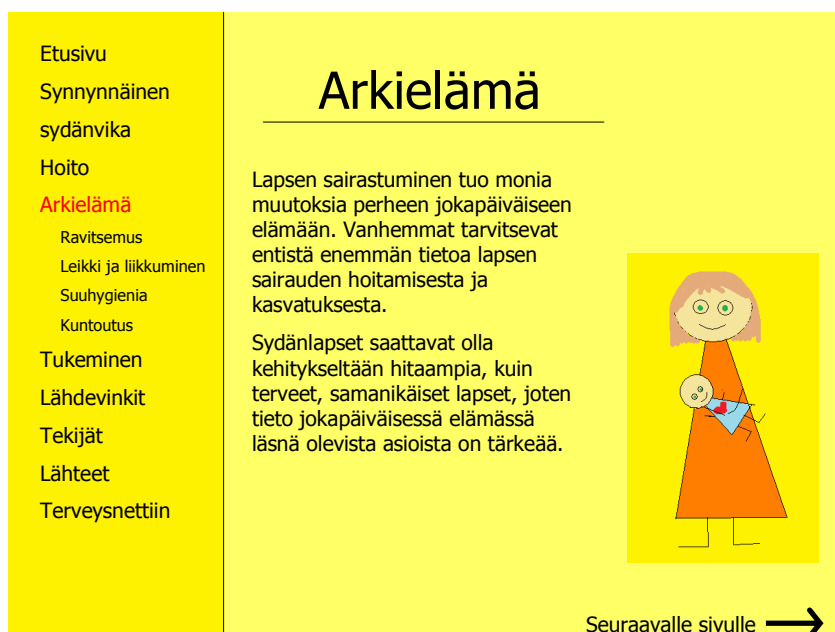 Etusivu
Synnynnäinen
sydänvika
Hoito
Arkielämä
Ravitsemus
Leikki ja liikkuminen
Suuhygienia
Kuntoutus
Tukeminen
Lähdevinkit
Tekijät
Lähteet
Terveysnettiin
Arkielämä
Lapsen sairastuminen tuo monia
muutoksia perheen jokapäiväiseen
elämään. Vanhemmat tarvitsevat
entistä enemmän tietoa lapsen
sairauden hoitamisesta ja
kasvatuksesta.
Sydänlapset saattavat olla
kehitykseltään hitaampia, kuin
terveet, samanikäiset lapset, joten
tieto jokapäiväisessä elämässä
läsnä olevista asioista on tärkeää.
Seuraavalle sivulle